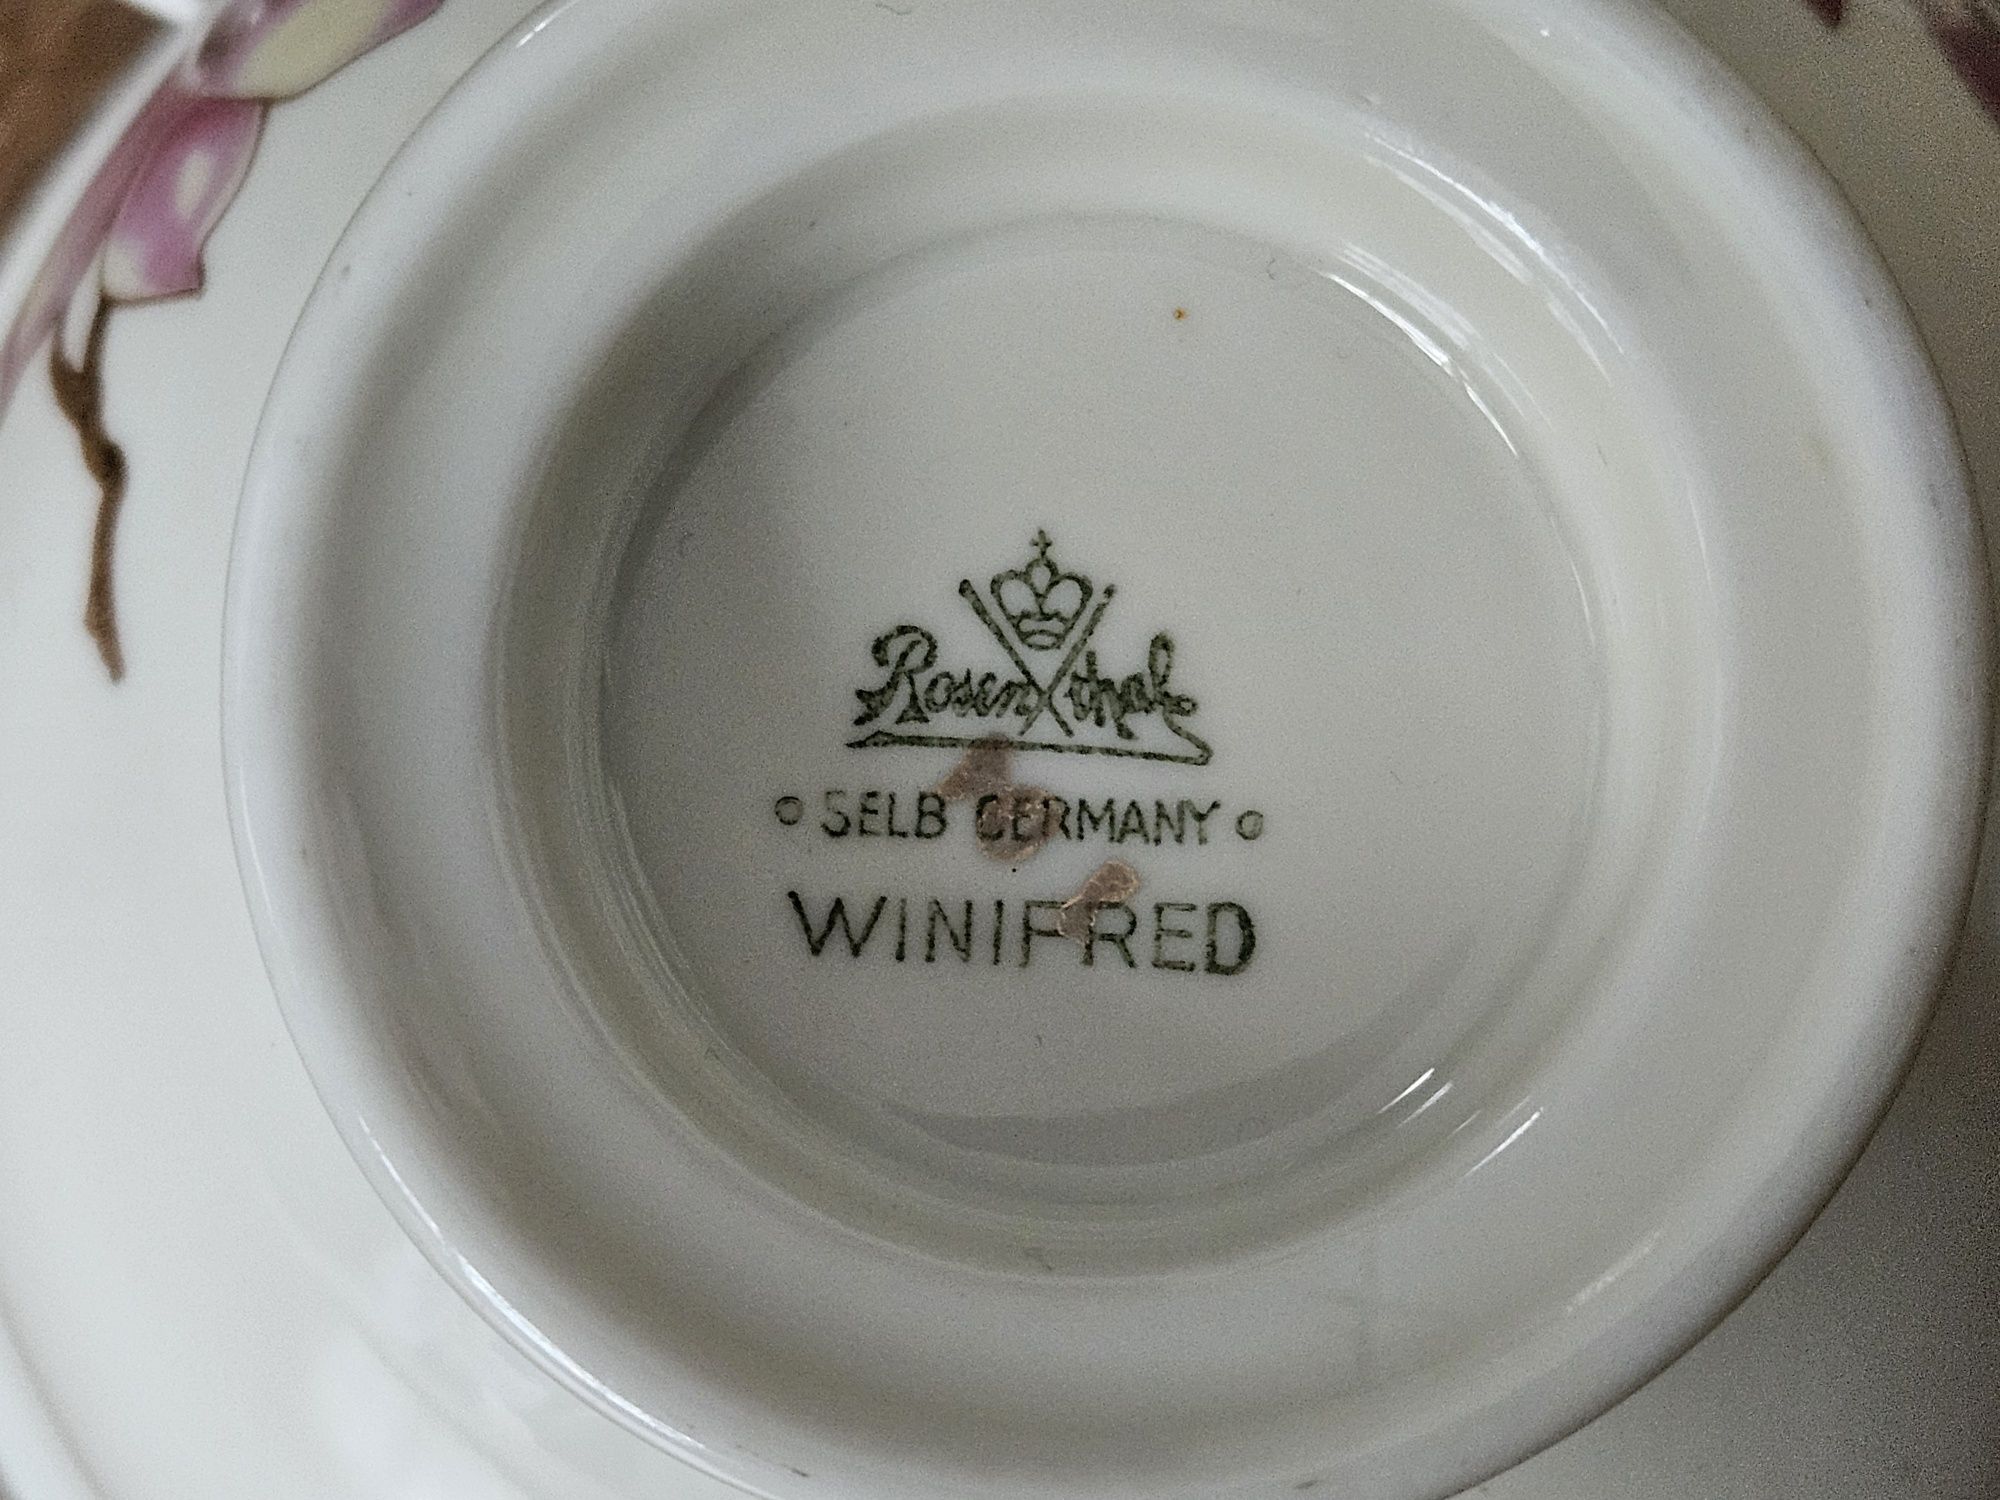 Rosenthal
SELB GERMANY
WINIFRED